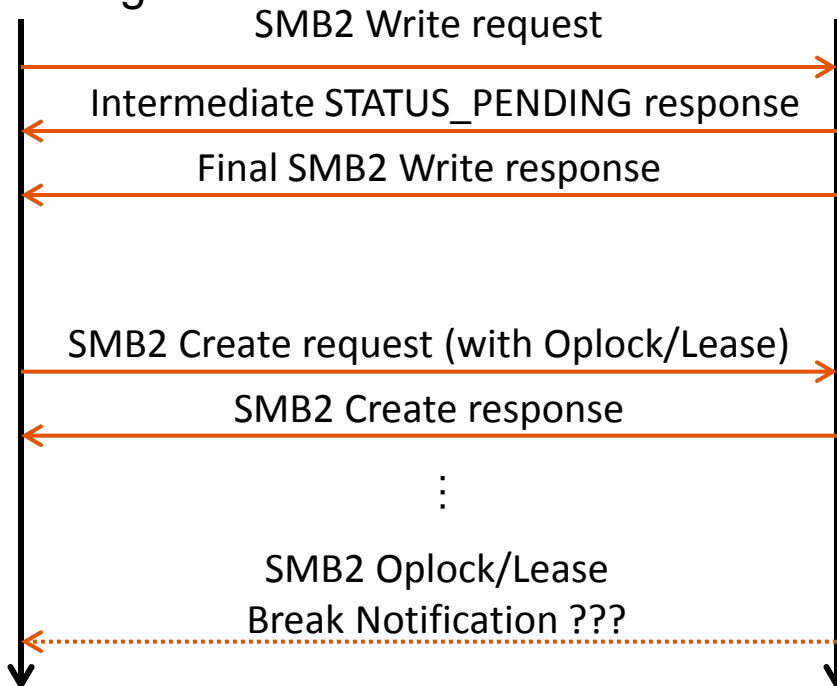 SMB2 Write request
Intermediate STATUS_PENDING response
Final SMB2 Write response
SMB2 Create request (with Oplock/Lease)
SMB2 Create response
⋮
SMB2 Oplock/Lease
Break Notification ???